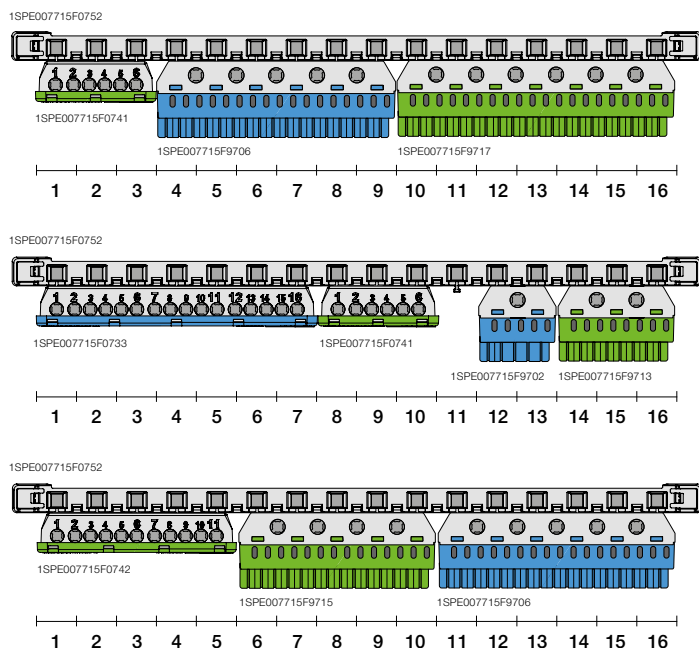 1SPE007715F0752
1 2 3 4 5 6
1SPE007715F0741
1SPE007715F9706
1SPE007715F9717
1 2 3 4 5 6 7 8 9 10 11 12 13 14 15 16
1SPE007715F0752
1 2 3 4 5 6 7 8 9 10 11 12 13 14 15 16 1 2 3 4 5 6
1SPE007715F0733
1SPE007715F0741
1SPE007715F9702
1SPE007715F9713
1 2 3 4 5 6 7 8 9 10 11 12 13 14 15 16
1SPE007715F0752
1 2 3 4 5 6 7 8 9 10 11
1SPE007715F0742
1SPE007715F9715
1SPE007715F9706
1 2 3 4 5 6 7 8 9 10 11 12 13 14 15 16